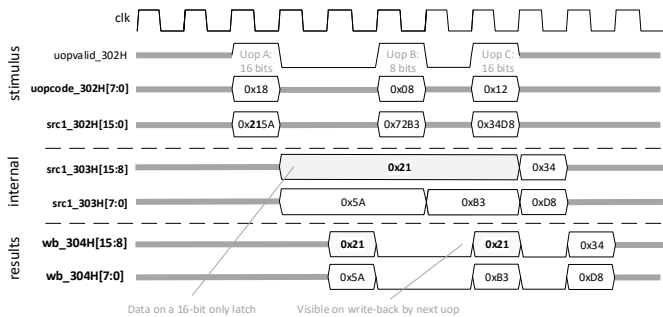 clk
stimulus
uopvalid_302H
Uop A:
16 bits
Uop B:
8 bits
Uop C:
16 bits
uopcode_302H[7:0]
0x18
0x08
0x12
src1_302H[15:0]
0x215A
0x72B3
0x34D8
internal
src1_303H[15:8]
0x21
0x34
src1_303H[7:0]
0x5A
0xB3
0xD8
results
wb_304H[15:8]
0x21
0x21
0x34
wb_304H[7:0]
0x5A
0xB3
0xD8
Data on a 16-bit only latch
Visible on write-back by next uop